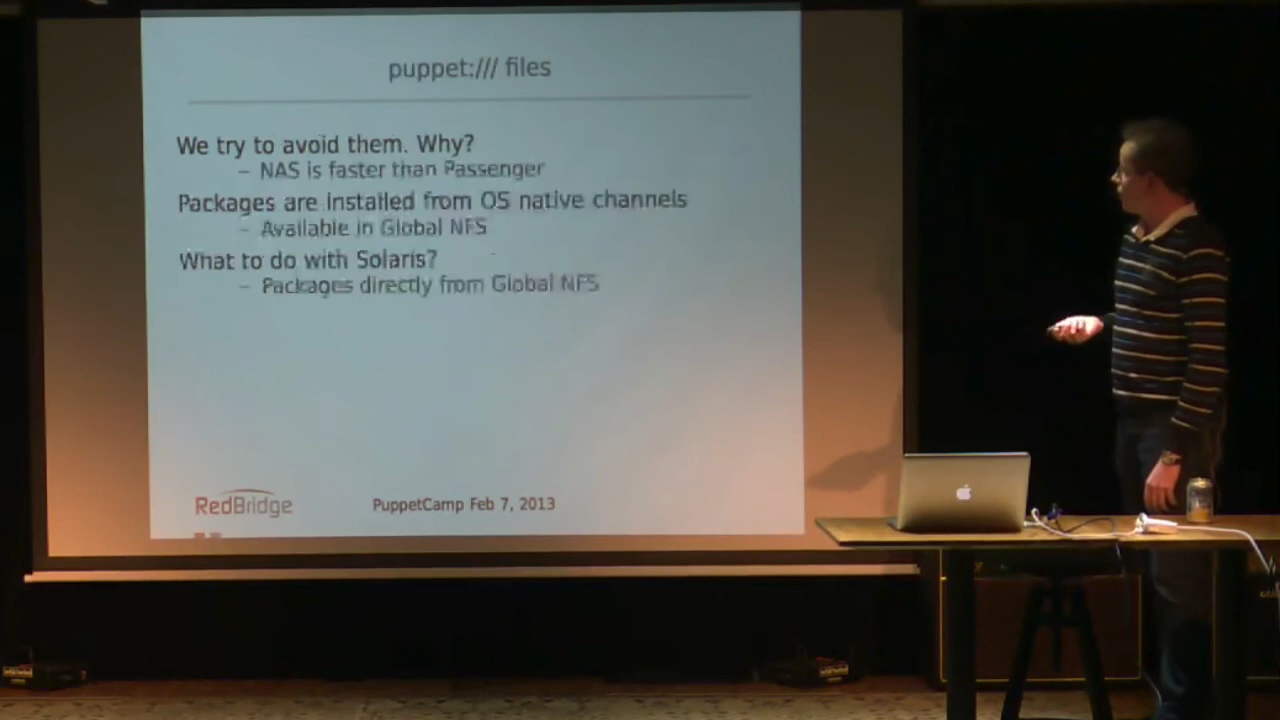 puppet:/// files
We try to avoid them. Why?
– NAS is faster than Passenger
Packages are installed from OS native channels
– Available in Global NFS
What to do with Solaris?
– Packages directly from Global NFS
RedBridge
PuppetCamp Feb 7, 2013